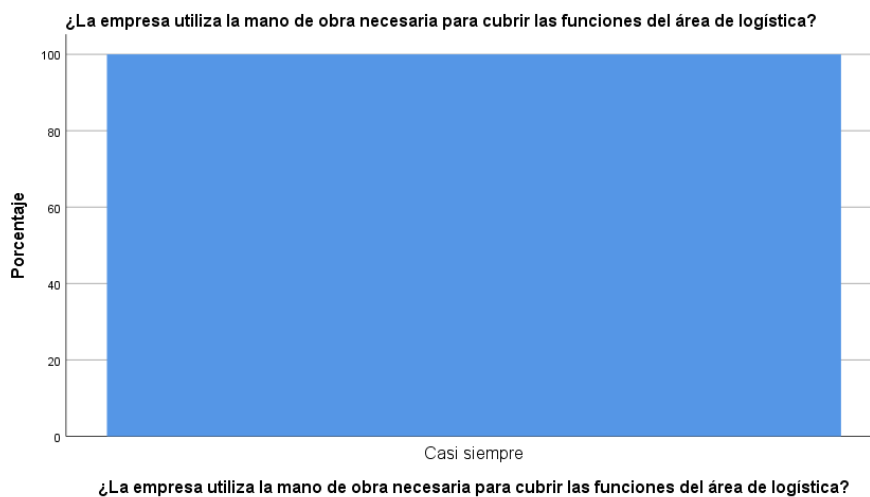 ¿La empresa utiliza la mano de obra necesaria para cubrir las funciones del área de logística?
100
80
60
40
20
0
Porcentaje
Casi siempre
¿La empresa utiliza la mano de obra necesaria para cubrir las funciones del área de logística?